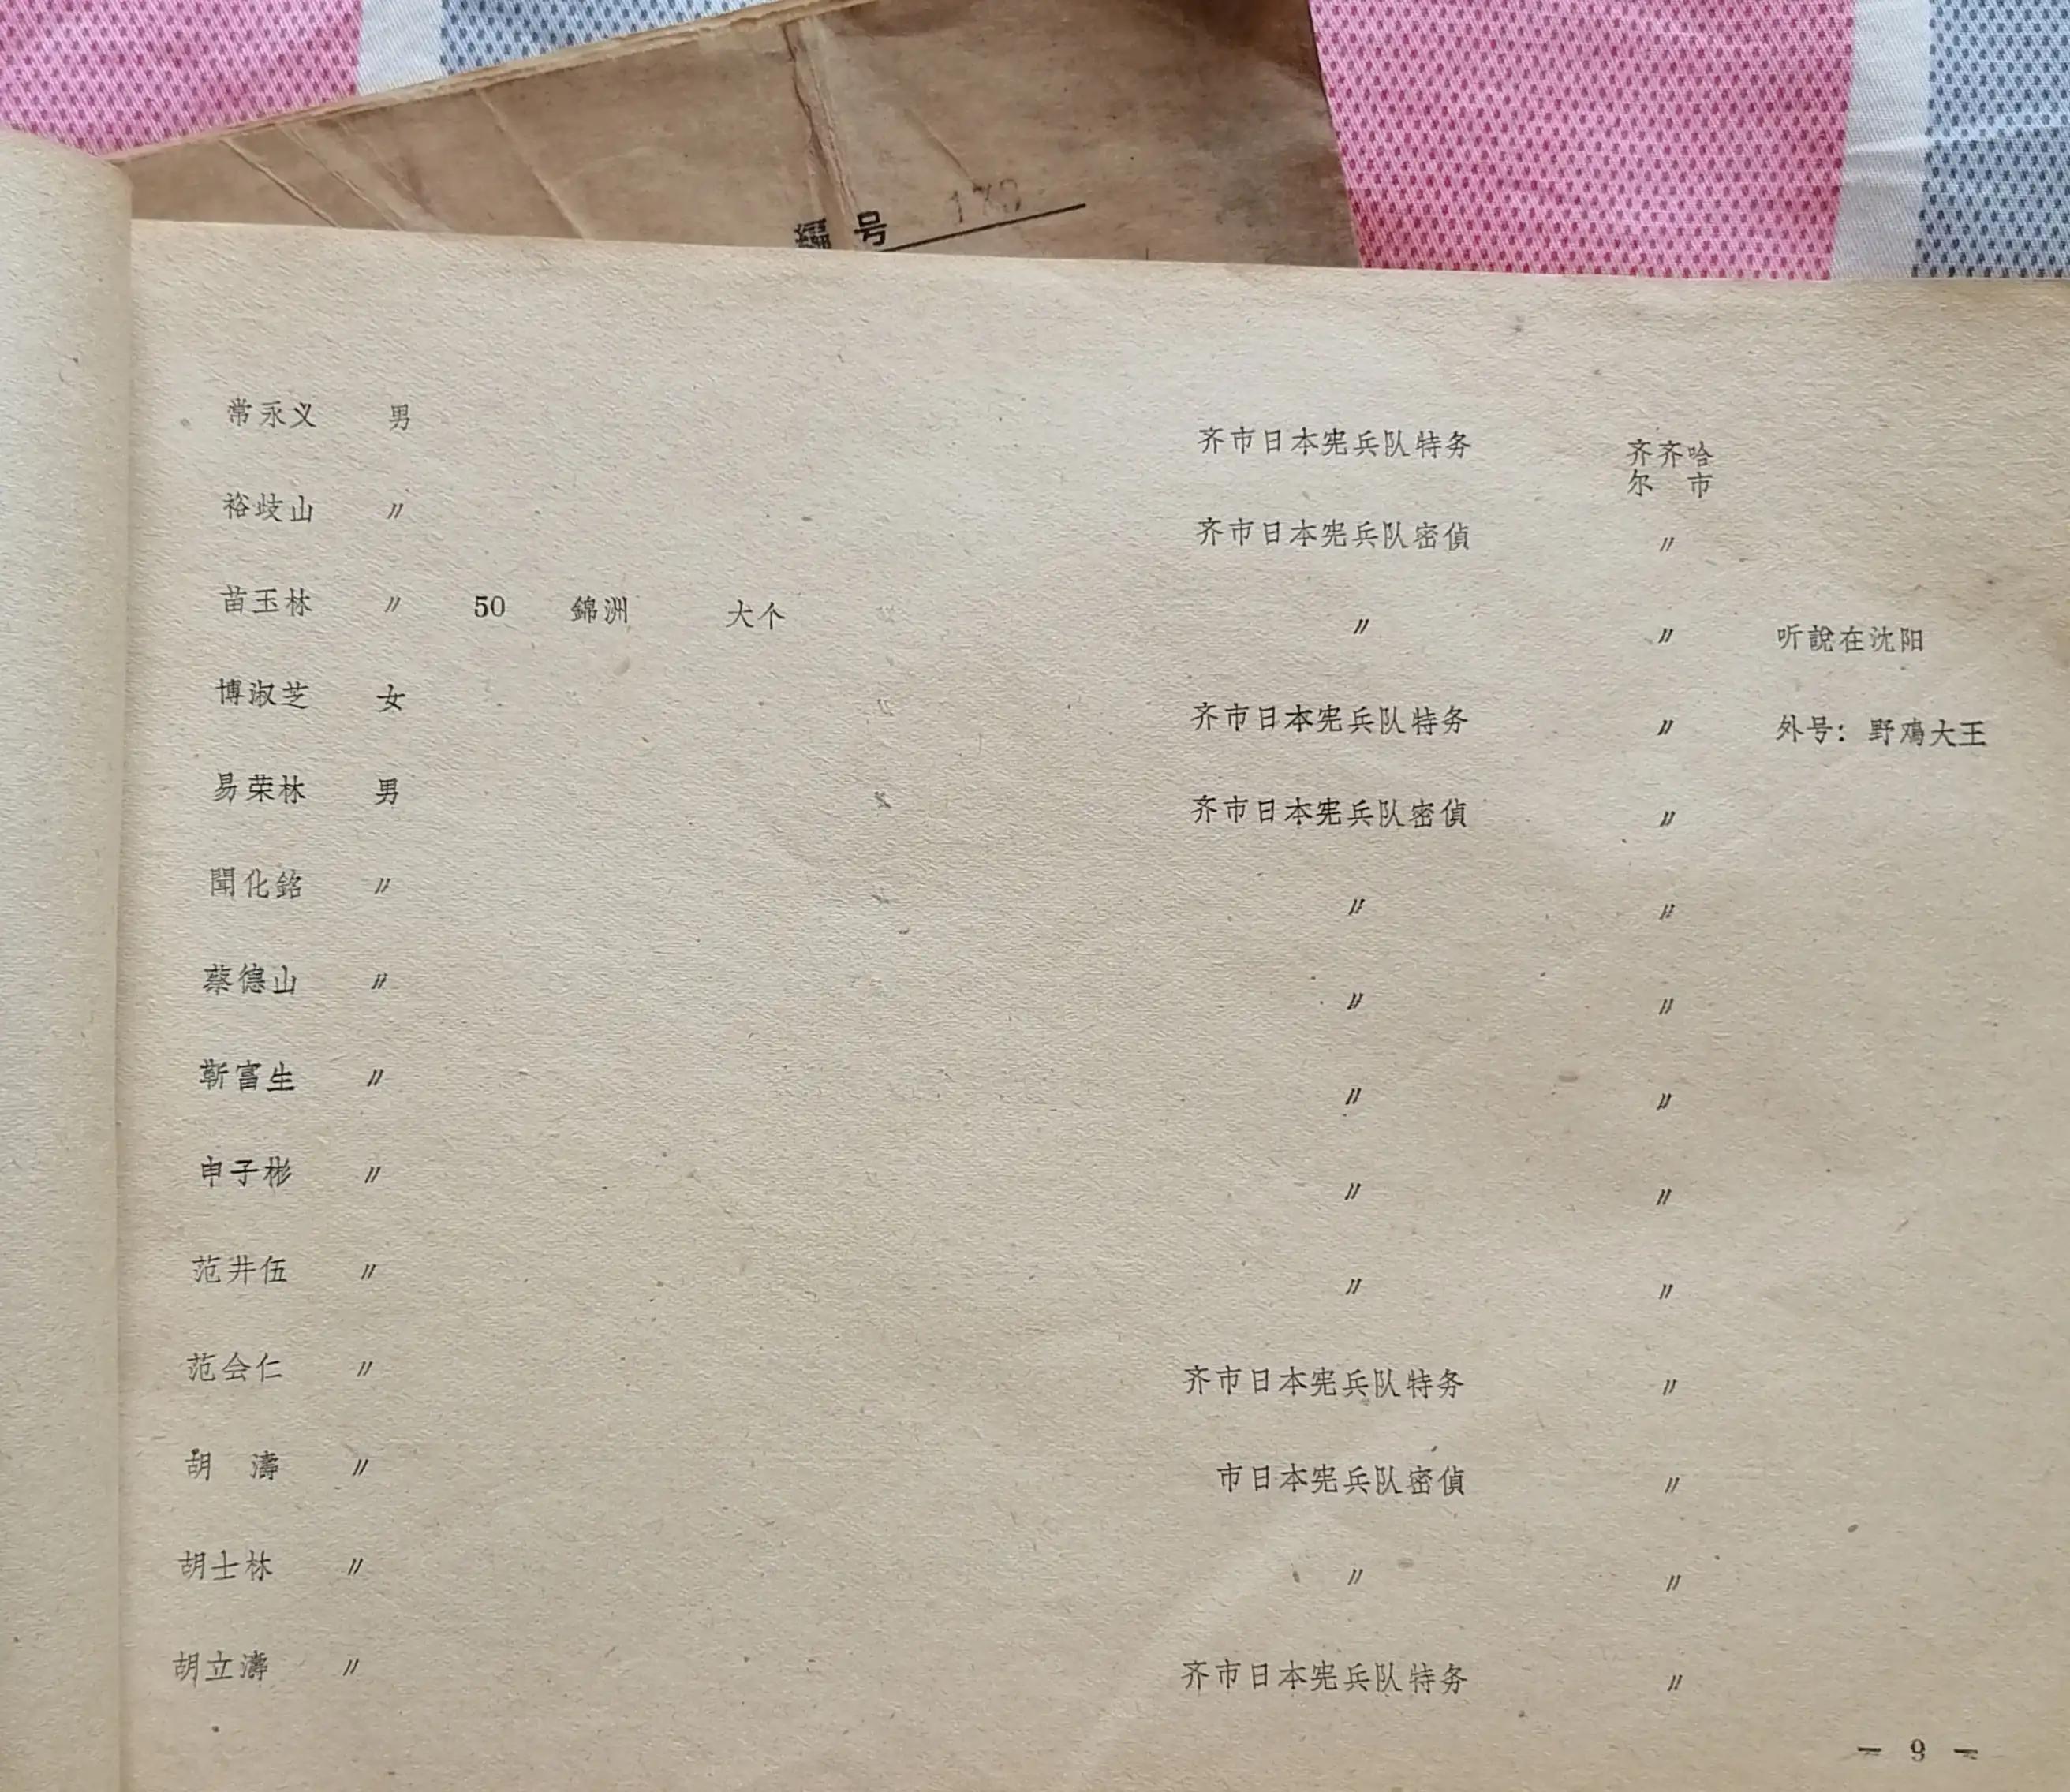 編号 170
常永义 男 齐市日本宪兵队特务 齐齐哈
尔 市
裕歧山 〃 齐市日本宪兵队密偵 〃
苗玉林 〃 50 錦洲 大个 〃 〃 听說在沈阳
博淑芝 女 齐市日本宪兵队特务 〃 外号：野鸡大王
易荣林 男 齐市日本宪兵队密偵 〃
聞化銘 〃 〃 〃
蔡德山 〃 〃 〃
靳富生 〃 〃 〃
申子彬 〃 〃 〃
范井伍 〃 〃 〃
范会仁 〃 齐市日本宪兵队特务 〃
胡 濤 〃 市日本宪兵队密偵 〃
胡士林 〃 〃 〃
胡立濤 〃 齐市日本宪兵队特务 〃
— 9 —